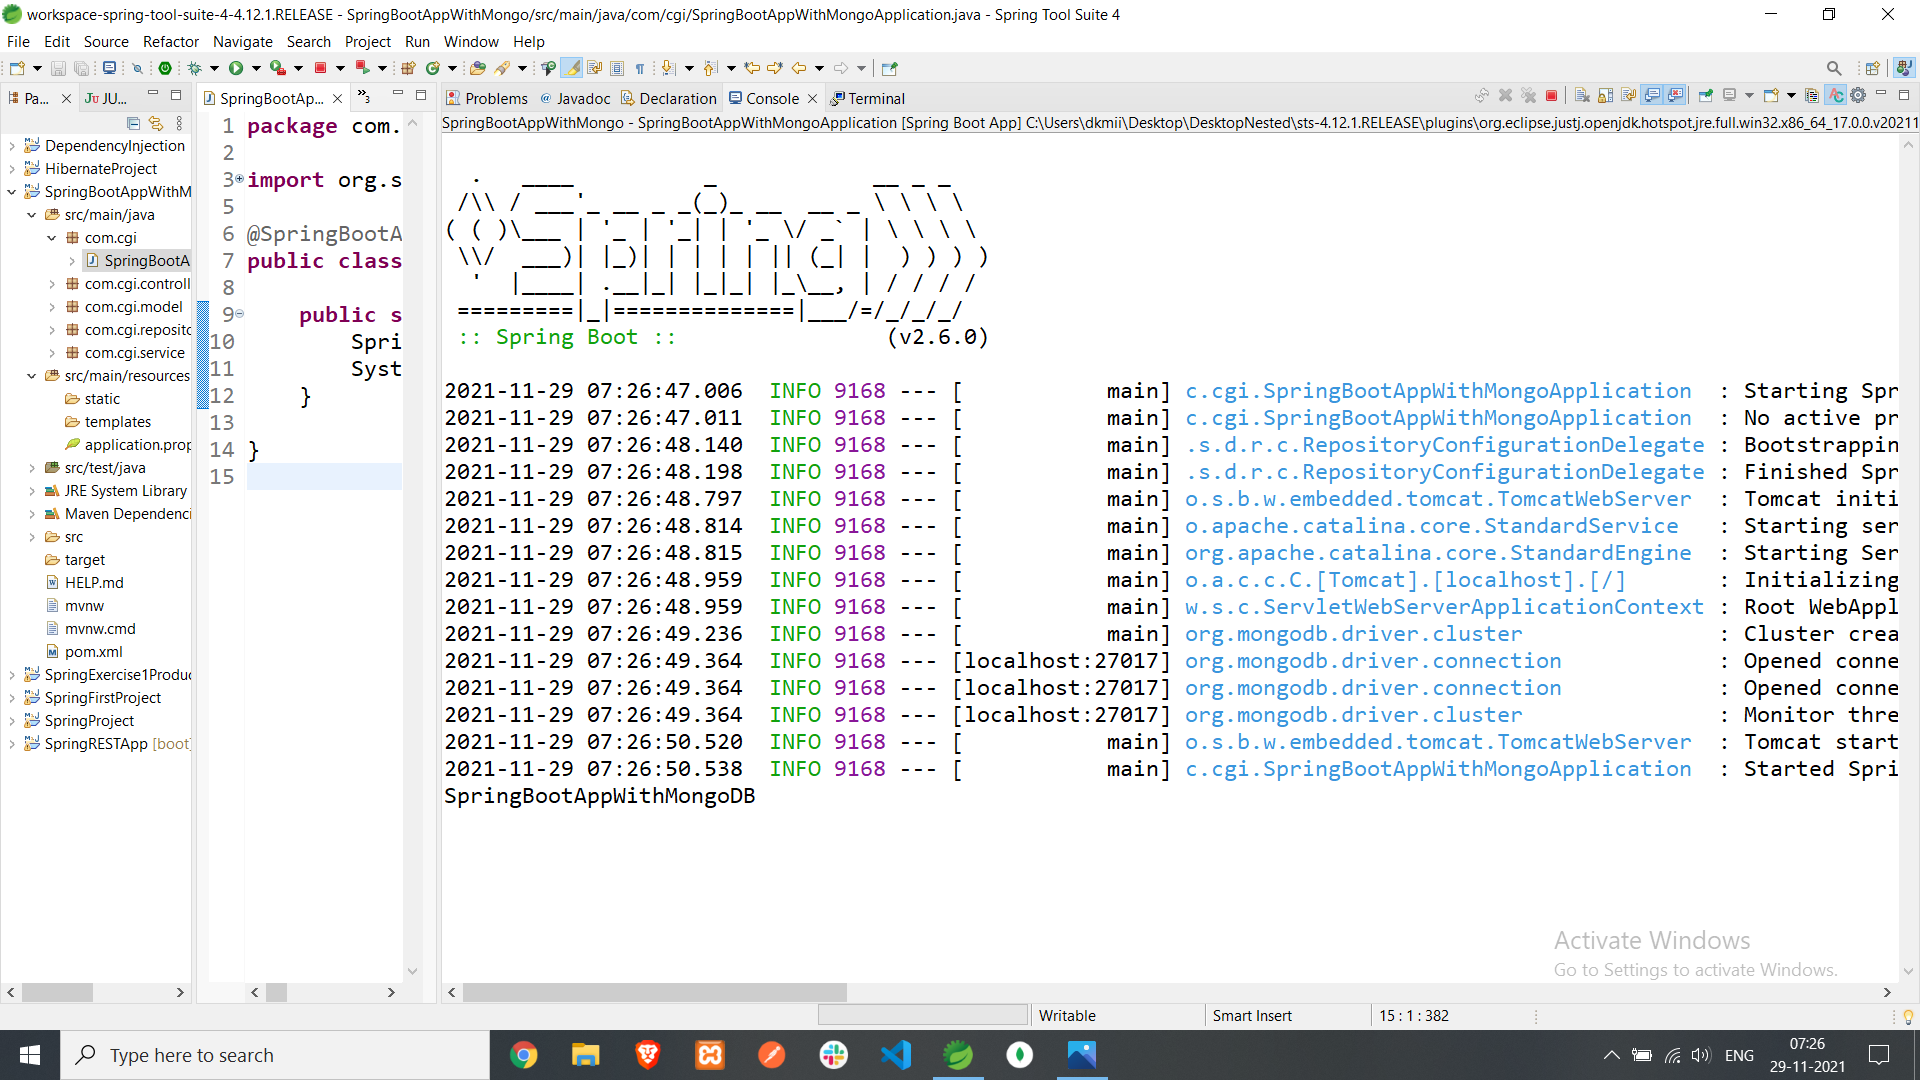 workspace-spring-tool-suite-4-4.12.1.RELEASE - SpringBootAppWithMongo/src/main/java/com/cgi/SpringBootAppWithMongoApplication.java - Spring Tool Suite 4
File Edit Source Refactor Navigate Search Project Run Window Help
Pa... JU...
DependencyInjection
HibernateProject
SpringBootAppWithM
src/main/java
com.cgi
SpringBootA
com.cgi.controll
com.cgi.model
com.cgi.reposito
com.cgi.service
src/main/resources
static
templates
application.prop
src/test/java
JRE System Library
Maven Dependenci
src
target
HELP.md
mvnw
mvnw.cmd
pom.xml
SpringExercise1Produc
SpringFirstProject
SpringProject
SpringRESTApp [boot]
SpringBootAp... 3
1 package com.
2
3 import org.s
5
6 @SpringBootA
7 public class
8
9 public s
10 Spri
11 Syst
12 }
13
14 }
15
Problems Javadoc Declaration Console Terminal
SpringBootAppWithMongo - SpringBootAppWithMongoApplication [Spring Boot App] C:\Users\dkmii\Desktop\DesktopNested\sts-4.12.1.RELEASE\plugins\org.eclipse.justj.openjdk.hotspot.jre.full.win32.x86_64_17.0.0.v20211
Spring
:: Spring Boot :: (v2.6.0)
2021-11-29 07:26:47.006 INFO 9168 --- [ main] c.cgi.SpringBootAppWithMongoApplication : Starting Spr
2021-11-29 07:26:47.011 INFO 9168 --- [ main] c.cgi.SpringBootAppWithMongoApplication : No active pr
2021-11-29 07:26:48.140 INFO 9168 --- [ main] .s.d.r.c.RepositoryConfigurationDelegate : Bootstrappin
2021-11-29 07:26:48.198 INFO 9168 --- [ main] .s.d.r.c.RepositoryConfigurationDelegate : Finished Spr
2021-11-29 07:26:48.797 INFO 9168 --- [ main] o.s.b.w.embedded.tomcat.TomcatWebServer : Tomcat initi
2021-11-29 07:26:48.814 INFO 9168 --- [ main] o.apache.catalina.core.StandardService : Starting ser
2021-11-29 07:26:48.815 INFO 9168 --- [ main] org.apache.catalina.core.StandardEngine : Starting Ser
2021-11-29 07:26:48.959 INFO 9168 --- [ main] o.a.c.c.C.[Tomcat].[localhost].[/] : Initializing
2021-11-29 07:26:48.959 INFO 9168 --- [ main] w.s.c.ServletWebServerApplicationContext : Root WebAppl
2021-11-29 07:26:49.236 INFO 9168 --- [ main] org.mongodb.driver.cluster : Cluster crea
2021-11-29 07:26:49.364 INFO 9168 --- [localhost:27017] org.mongodb.driver.connection : Opened conne
2021-11-29 07:26:49.364 INFO 9168 --- [localhost:27017] org.mongodb.driver.connection : Opened conne
2021-11-29 07:26:49.364 INFO 9168 --- [localhost:27017] org.mongodb.driver.cluster : Monitor thre
2021-11-29 07:26:50.520 INFO 9168 --- [ main] o.s.b.w.embedded.tomcat.TomcatWebServer : Tomcat start
2021-11-29 07:26:50.538 INFO 9168 --- [ main] c.cgi.SpringBootAppWithMongoApplication : Started Spri
SpringBootAppWithMongoDB
Activate Windows
Go to Settings to activate Windows.
Writable Smart Insert 15 : 1 : 382
Type here to search
ENG
07:26
29-11-2021